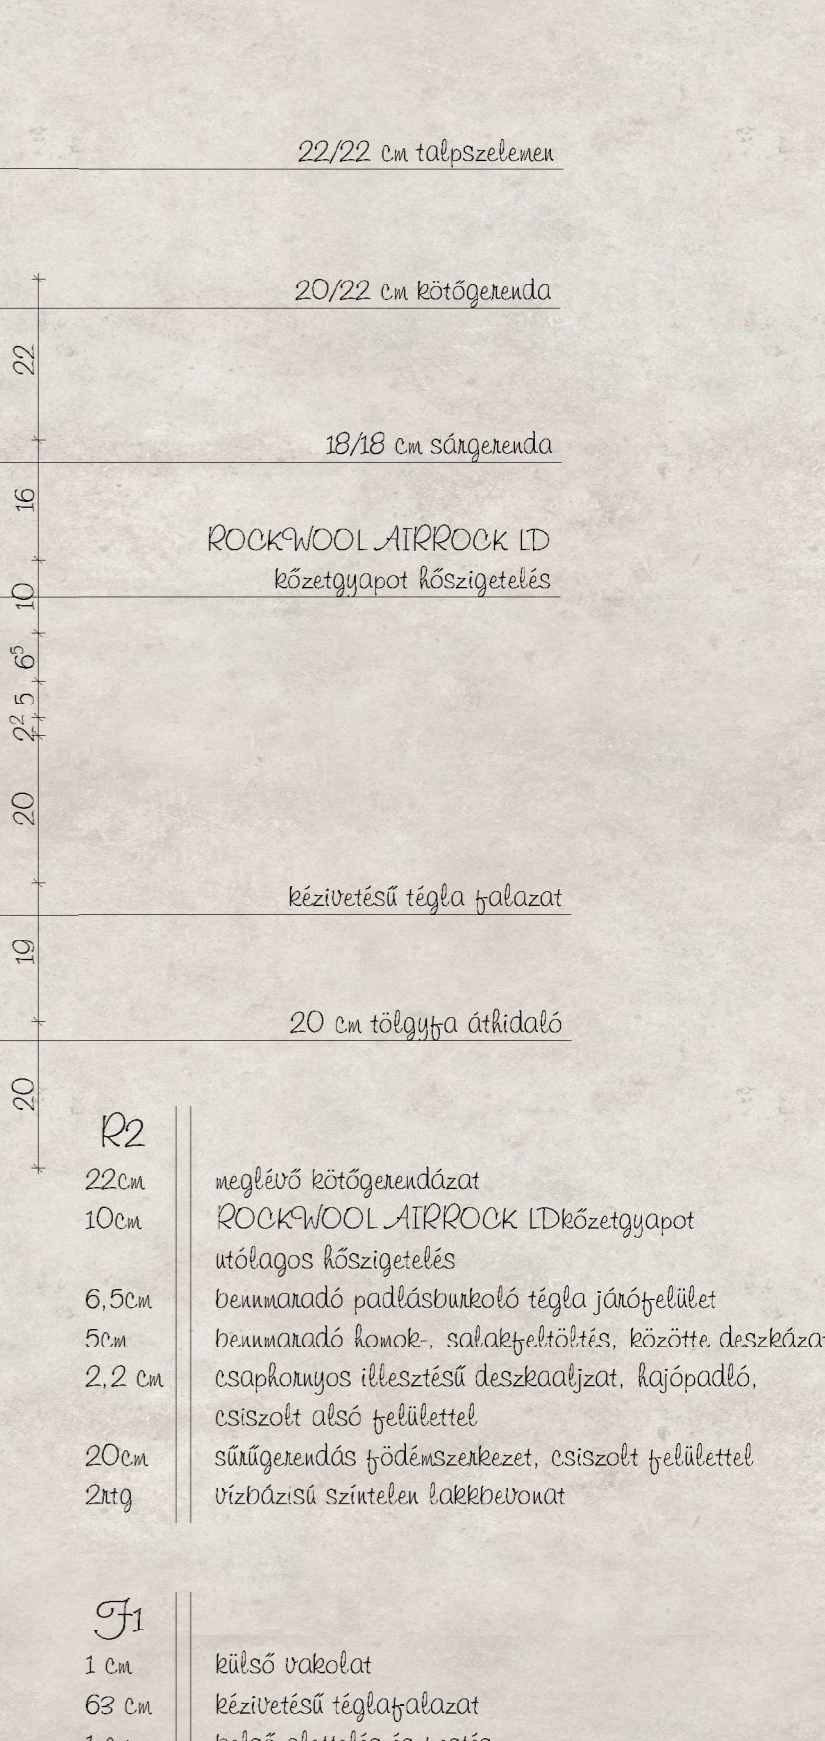 22/22 cm talpszelemen
20/22 cm kötőgerenda
22
18/18 cm sárgerenda
16
ROCKWOOL AIRROCK LD
kőzetgyapot hőszigetelés
10
6⁵
5
2²
20
kézivetésű tégla falazat
19
20 cm tölgyfa áthidaló
20
R2
22cm meglévő kötőgerendázat
10cm ROCKWOOL AIRROCK LDkőzetgyapot
utólagos hőszigetelés
6,5cm bennmaradó padlásburkoló tégla járófelület
5cm bennmaradó homok-, salakfeltöltés, közötte
2,2 cm csaphornyos illesztésű deszkaaljzat, hajópadló,
csiszolt alsó felülettel
20cm sűrűgerendás födémszerkezet, csiszolt felülettel
2rtg vízbázisú színtelen lakkbevonat
F1
1 cm külső vakolat
63 cm kézivetésű téglafalazat